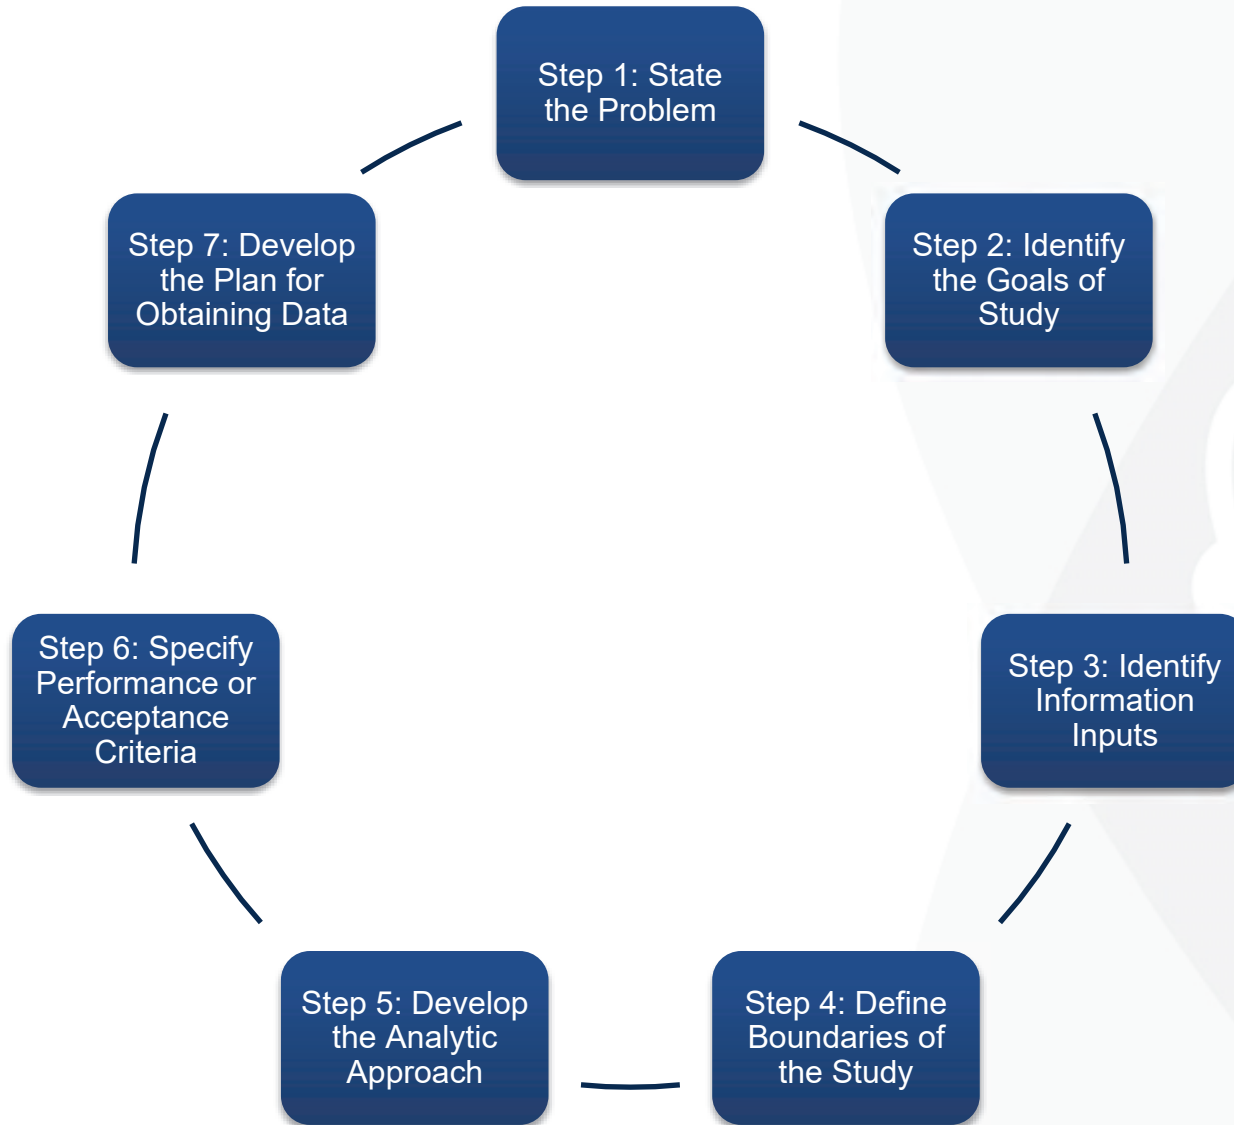 Step 1: State
the Problem
Step 2: Identify
the Goals of
Study
Step 3: Identify
Information
Inputs
Step 4: Define
Boundaries of
the Study
Step 5: Develop
the Analytic
Approach
Step 6: Specify
Performance or
Acceptance
Criteria
Step 7: Develop
the Plan for
Obtaining Data